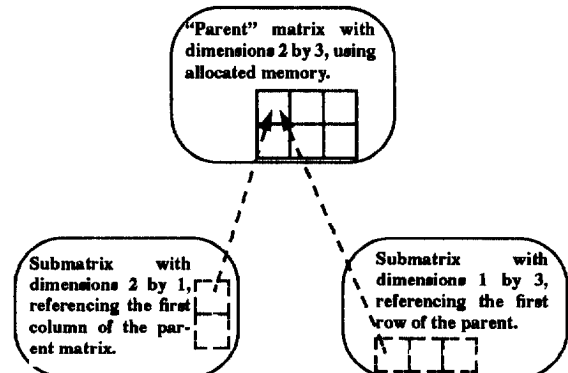 “Parent” matrix with
dimensions 2 by 3, using
allocated memory.
Submatrix with
dimensions 2 by 1,
referencing the first
column of the par-
ent matrix.
Submatrix with
dimensions 1 by 3,
referencing the first
row of the parent.